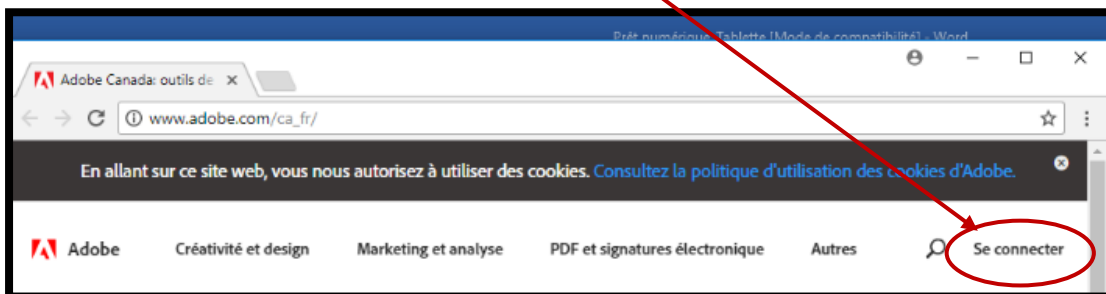 Prêt numérique_Tablette [Mode de compatibilité] - Word
Adobe Canada: outils de
www.adobe.com/ca_fr/
En allant sur ce site web, vous nous autorisez à utiliser des cookies. Consultez la politique d'utilisation des cookies d'Adobe.
Adobe Créativité et design Marketing et analyse PDF et signatures électronique Autres Se connecter